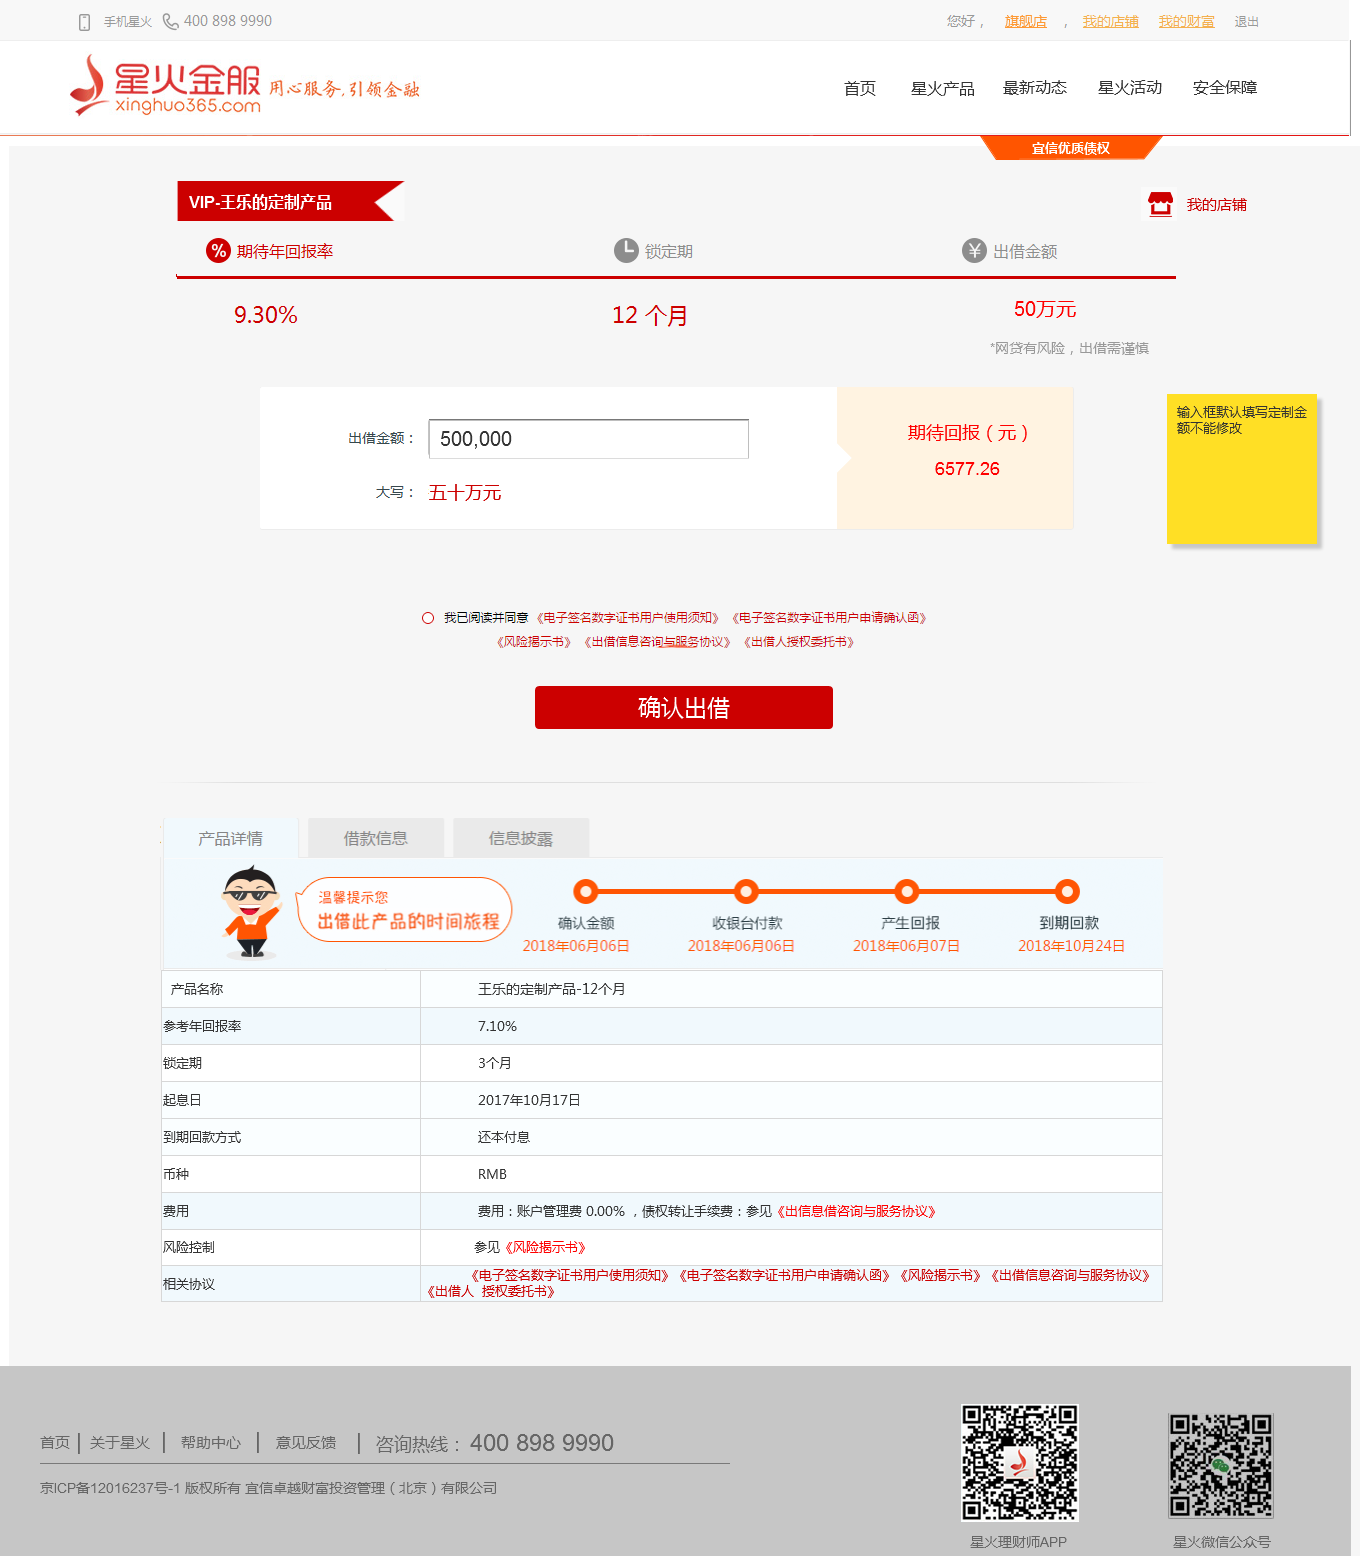 手机星火 400 898 9990 您好， 旗舰店 ， 我的店铺 我的财富 退出
星火金服 xinghuo365.com 用心服务,引领金融 首页 星火产品 最新动态 星火活动 安全保障
宜信优质债权
VIP-王乐的定制产品 我的店铺
% 期待年回报率 锁定期 ¥ 出借金额
9.30% 12 个月 50万元
*网贷有风险，出借需谨慎
出借金额： 500,000
大写： 五十万元
期待回报（元）
6577.26
输入框默认填写定制金
额不能修改
我已阅读并同意 《电子签名数字证书用户使用须知》 《电子签名数字证书用户申请确认函》
《风险揭示书》 《出借信息咨询与服务协议》 《出借人授权委托书》
确认出借
产品详情 借款信息 信息披露
温馨提示您
出借此产品的时间旅程
确认金额 收银台付款 产生回报 到期回款
2018年06月06日 2018年06月06日 2018年06月07日 2018年10月24日
产品名称 王乐的定制产品-12个月
参考年回报率 7.10%
锁定期 3个月
起息日 2017年10月17日
到期回款方式 还本付息
币种 RMB
费用 费用：账户管理费 0.00% ，债权转让手续费：参见《出信息借咨询与服务协议》
风险控制 参见《风险揭示书》
相关协议 《电子签名数字证书用户使用须知》《电子签名数字证书用户申请确认函》《风险揭示书》《出借信息咨询与服务协议》
《出借人 授权委托书》
首页 | 关于星火 | 帮助中心 | 意见反馈 | 咨询热线： 400 898 9990
京ICP备12016237号-1 版权所有 宜信卓越财富投资管理（北京）有限公司
星火理财师APP 星火微信公众号